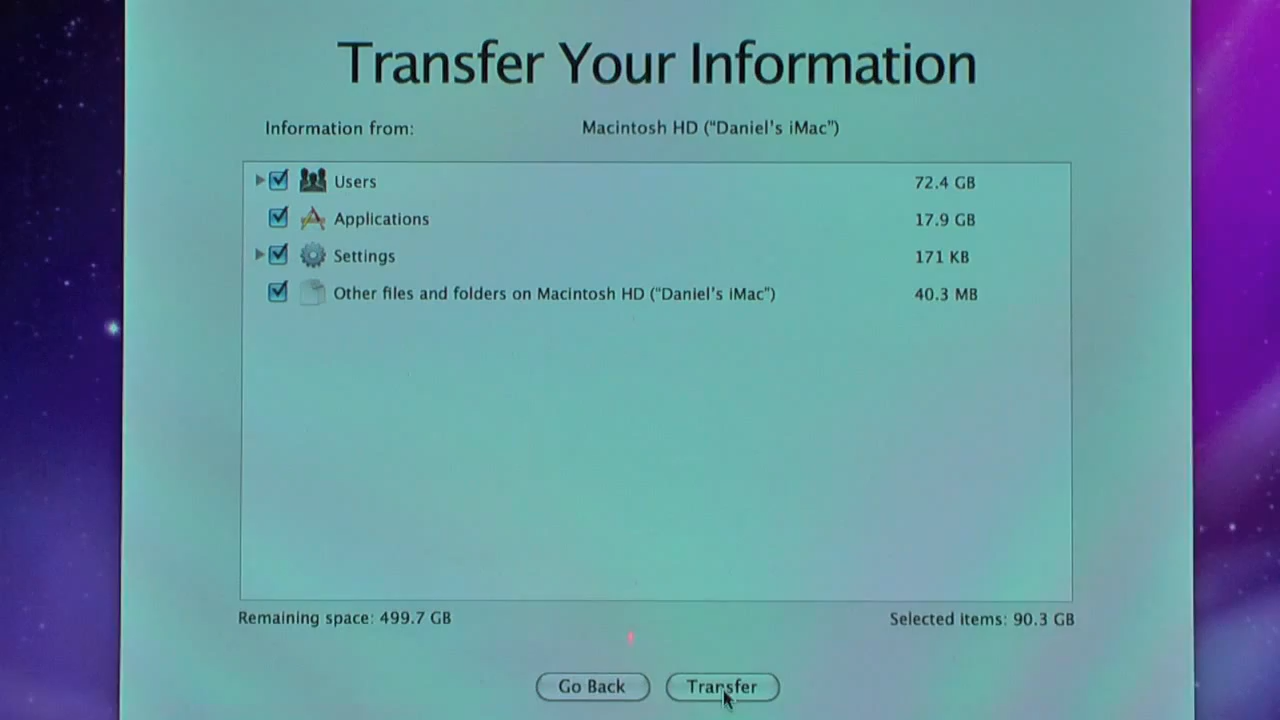 Transfer Your Information
Information from: Macintosh HD ("Daniel's iMac")
Users 72.4 GB
Applications 17.9 GB
Settings 171 KB
Other files and folders on Macintosh HD ("Daniel's iMac") 40.3 MB
Remaining space: 499.7 GB Selected items: 90.3 GB
Go Back Transfer